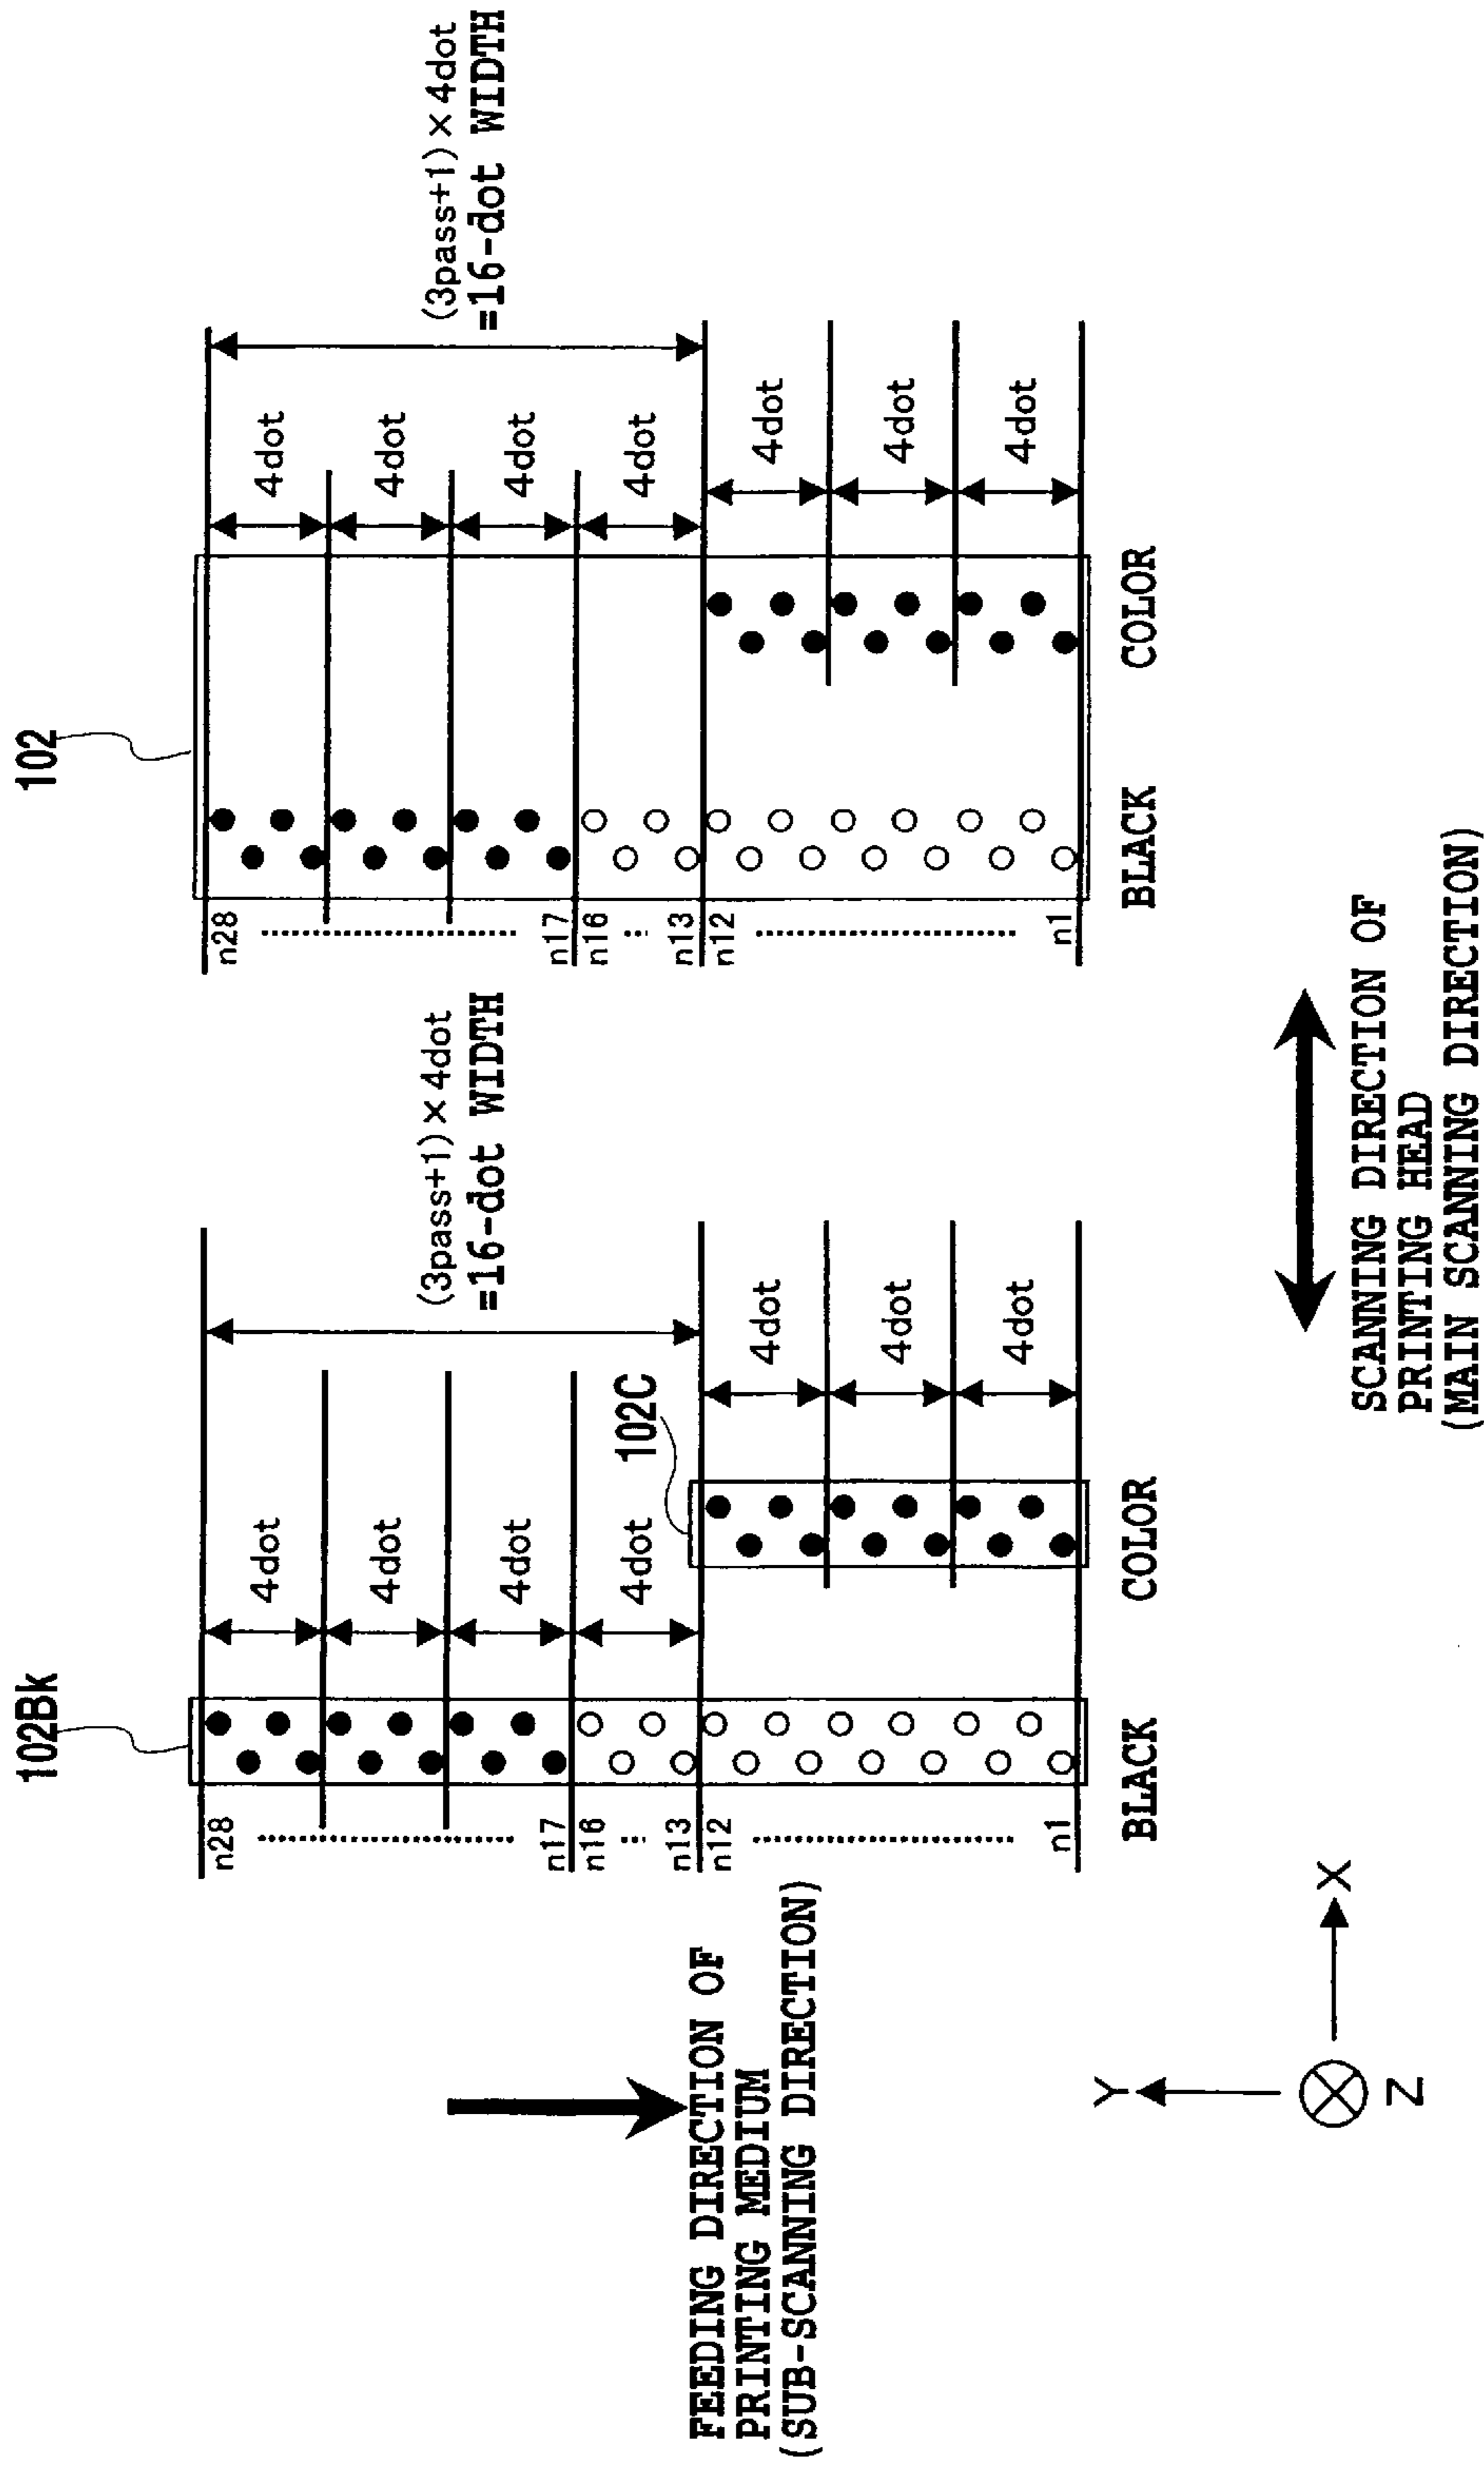 102Bk
102
4dot
4dot
4dot
4dot
102C
(3pass+1)×4dot
=16-dot WIDTH
4dot
4dot
4dot
n28
n17
n16
n13
n12
n1
BLACK
COLOR
4dot
4dot
4dot
4dot
(3pass+1)×4dot
=16-dot WIDTH
4dot
4dot
4dot
n28
n17
n16
n13
n12
n1
BLACK
COLOR
FEEDING DIRECTION OF
PRINTING MEDIUM
(SUB-SCANNING DIRECTION)
Y
X
Z
SCANNING DIRECTION OF
PRINTING HEAD
(MAIN SCANNING DIRECTION)